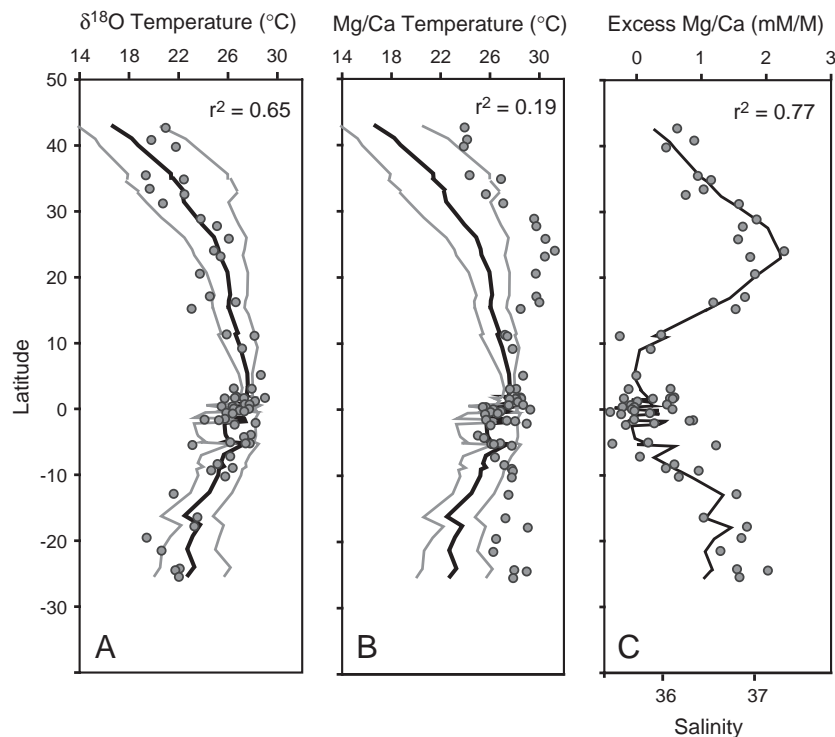 δ18O Temperature (°C)
14 18 22 26 30
Mg/Ca Temperature (°C)
14 18 22 26 30
Excess Mg/Ca (mM/M)
0 1 2 3
50
40
30
20
10
0
-10
-20
-30
-40
Latitude
r2 = 0.65
r2 = 0.19
r2 = 0.77
A
B
C
36 37
Salinity